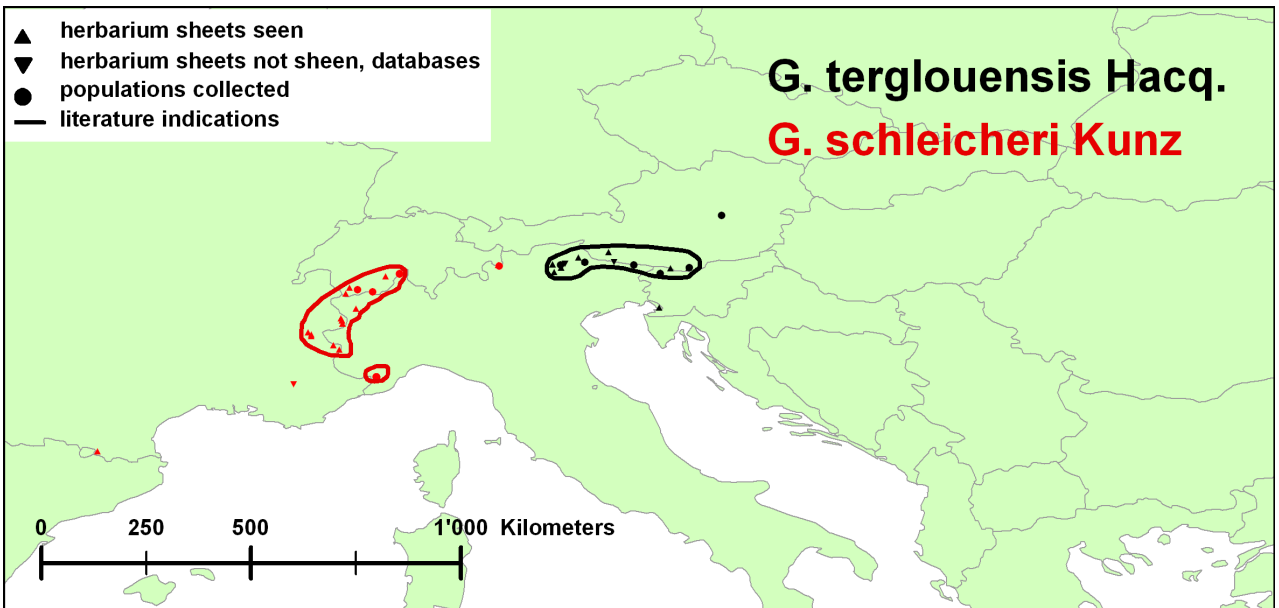 herbarium sheets seen
herbarium sheets not sheen, databases
populations collected
literature indications
G. terglouensis Hacq.
G. schleicheri Kunz
0 250 500 1'000 Kilometers